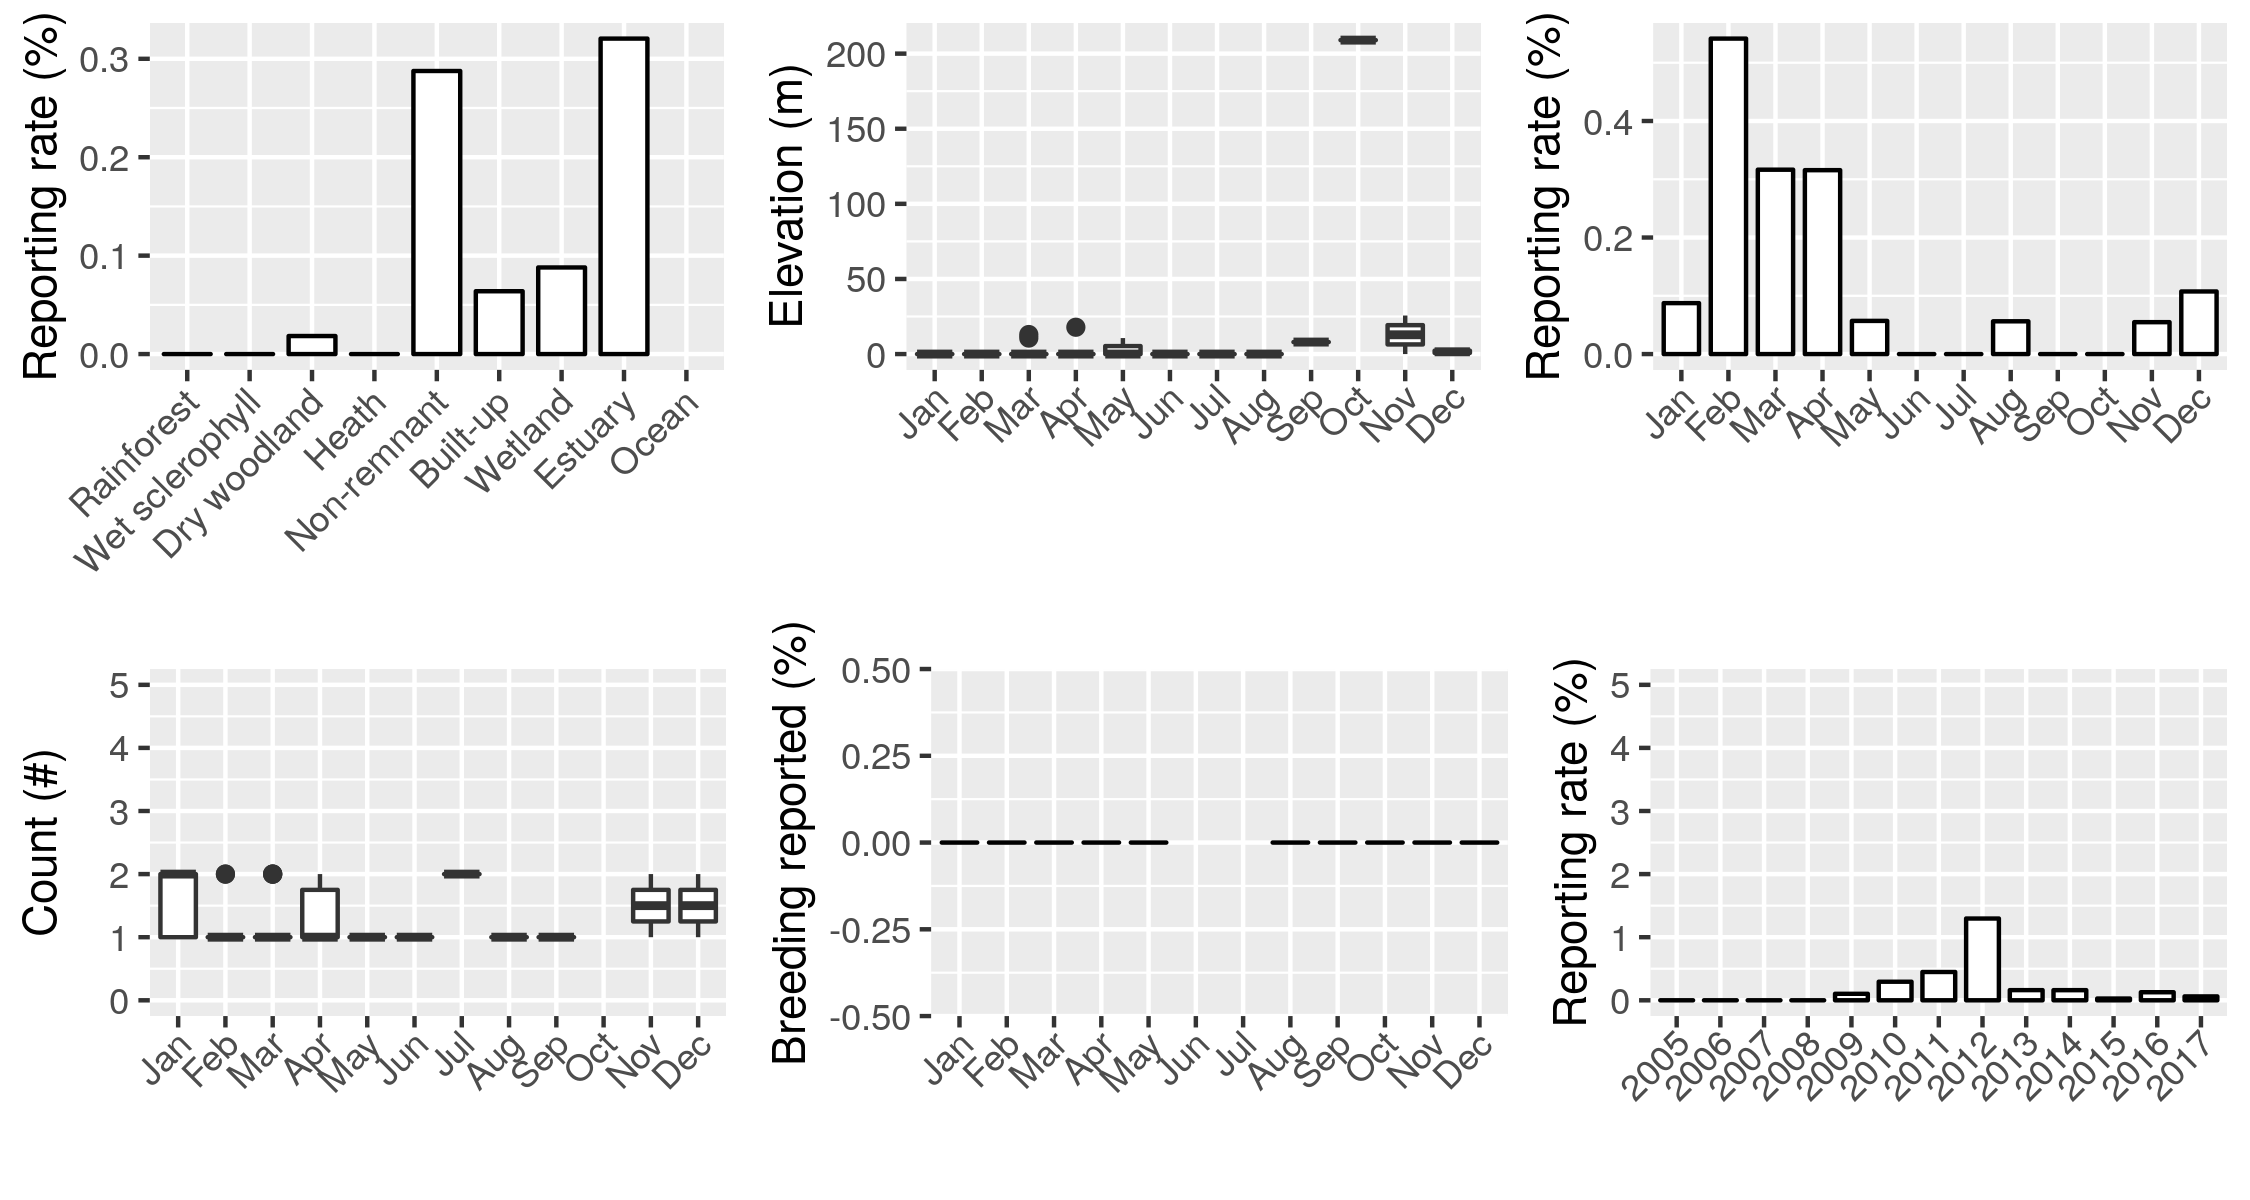 Reporting rate (%)
0.3
0.2
0.1
0.0
Rainforest
Wet sclerophyll
Dry woodland
Heath
Non-remnant
Built-up
Wetland
Estuary
Ocean
Elevation (m)
200
150
100
50
0
Jan
Feb
Mar
Apr
May
Jun
Jul
Aug
Sep
Oct
Nov
Dec
Reporting rate (%)
0.4
0.2
0.0
Jan
Feb
Mar
Apr
May
Jun
Jul
Aug
Sep
Oct
Nov
Dec
Count (#)
5
4
3
2
1
0
Jan
Feb
Mar
Apr
May
Jun
Jul
Aug
Sep
Oct
Nov
Dec
Breeding reported (%)
0.50
0.25
0.00
-0.25
-0.50
Jan
Feb
Mar
Apr
May
Jun
Jul
Aug
Sep
Oct
Nov
Dec
Reporting rate (%)
5
4
3
2
1
0
2005
2006
2007
2008
2009
2010
2011
2012
2013
2014
2015
2016
2017